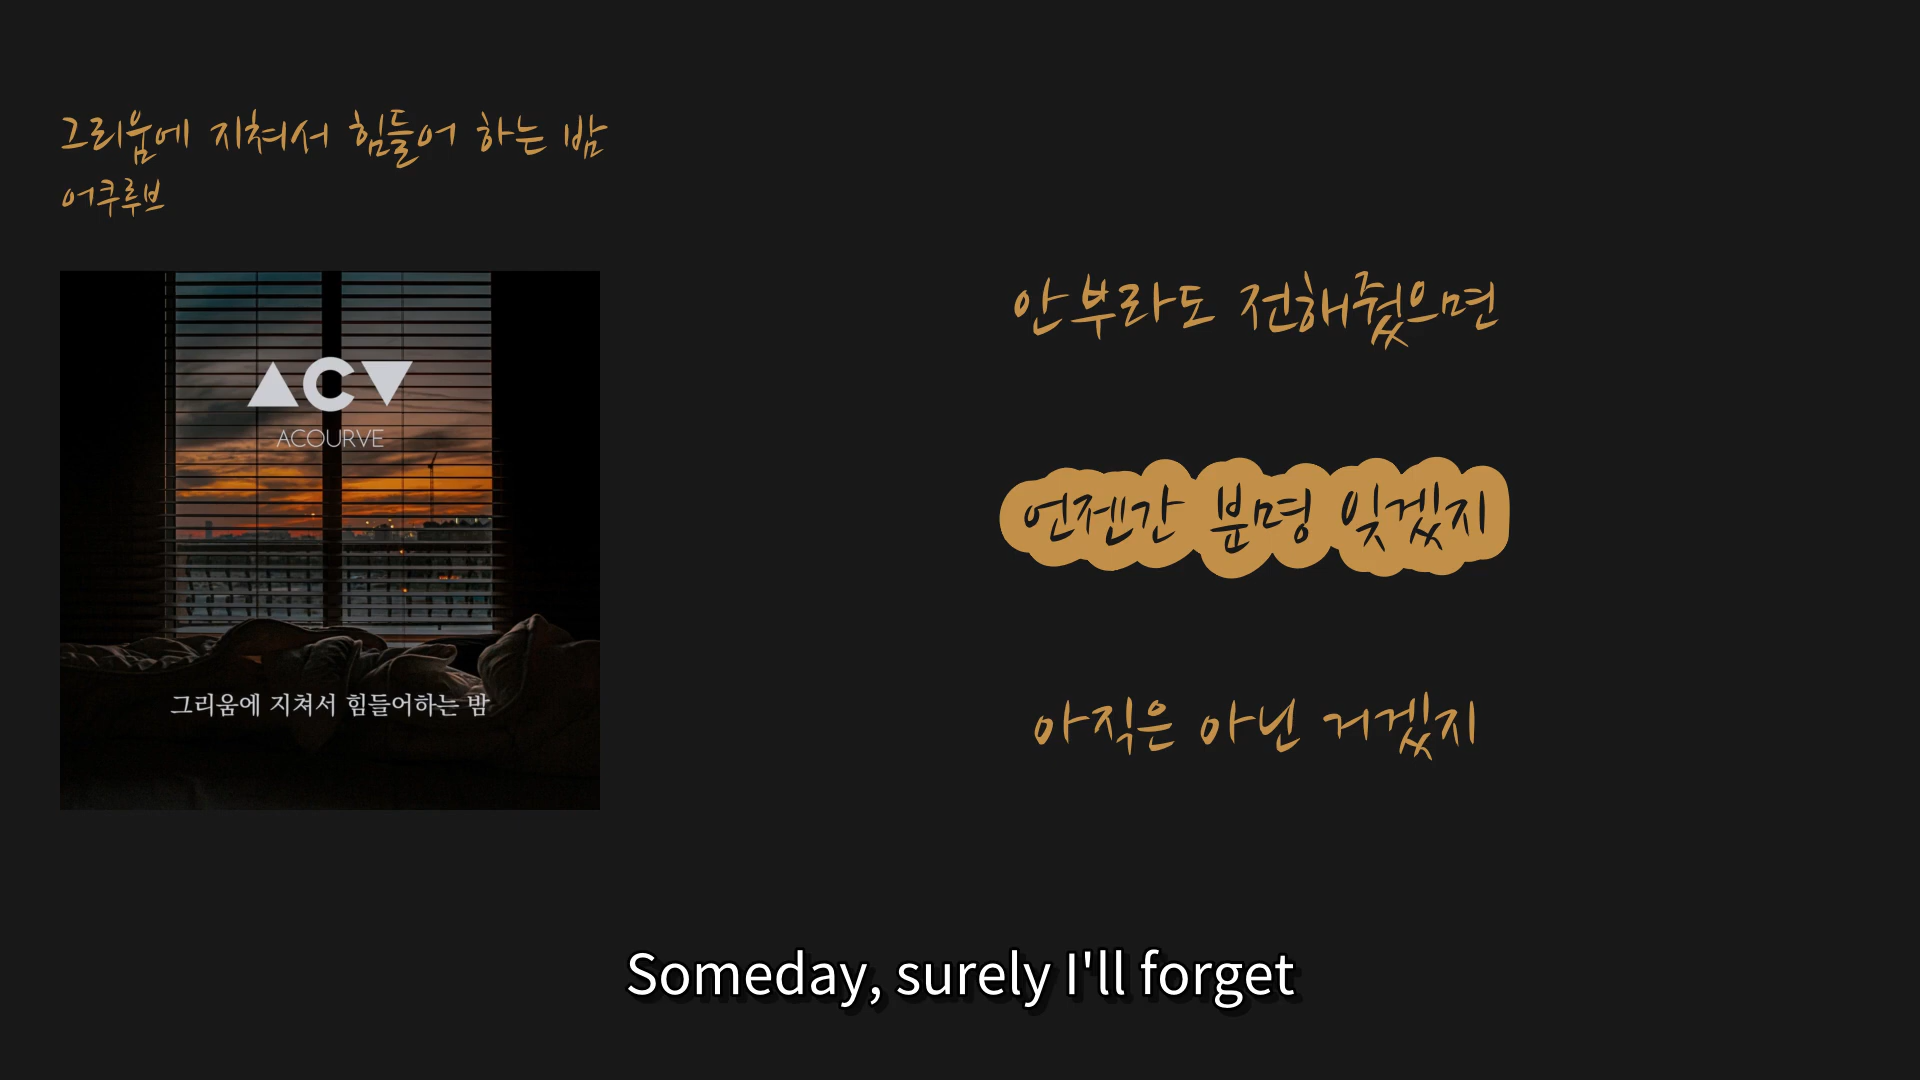 그리움에 지쳐서 힘들어 하는 밤
어쿠루브
ACV
ACOURVE
그리움에 지쳐서 힘들어하는 밤
안부라도 전해줬으면
언젠간 분명 잊겠지
아직은 아닌 거겠지
Someday, surely I'll forget